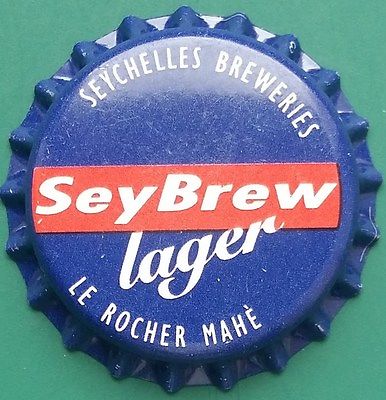 SEYCHELLES BREWERIES
SeyBrew
lager
LE ROCHER MAHÈ